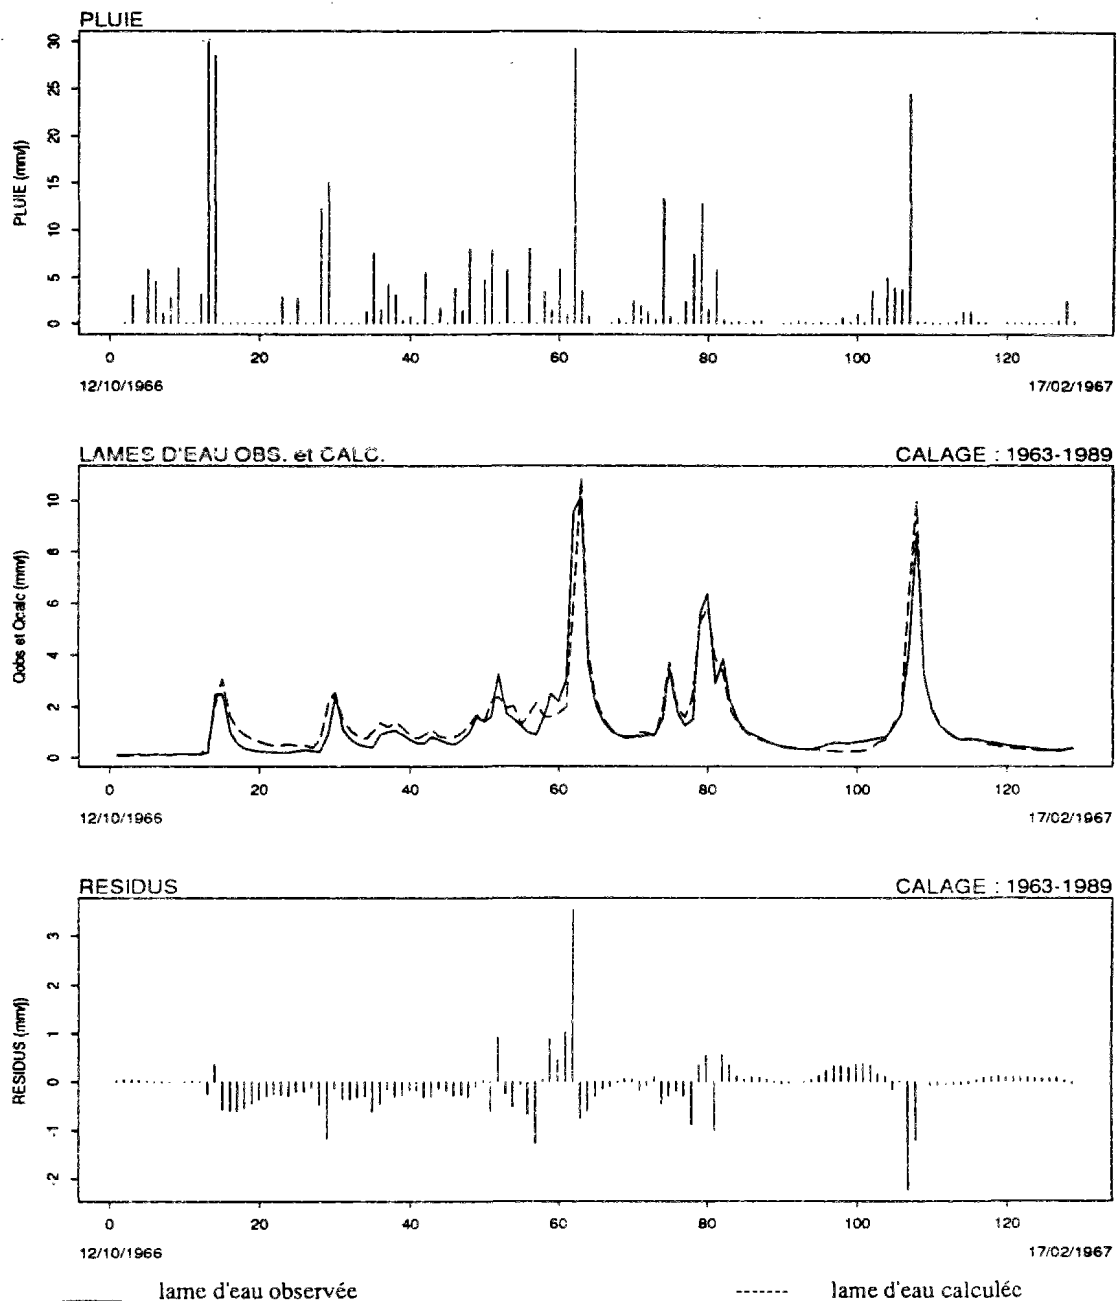 PLUIE
30
25
20
15
10
5
0
PLUIE (mm/j)
0 20 40 60 80 100 120
12/10/1966 17/02/1967
LAMES D'EAU OBS. et CALC. CALAGE : 1963-1989
10
8
6
4
2
0
Qobs et Qcalc (mm/j)
0 20 40 60 80 100 120
12/10/1966 17/02/1967
RESIDUS CALAGE : 1963-1989
3
2
1
0
-1
-2
RESIDUS (mm/j)
0 20 40 60 80 100 120
12/10/1966 17/02/1967
lame d'eau observée lame d'eau calculée